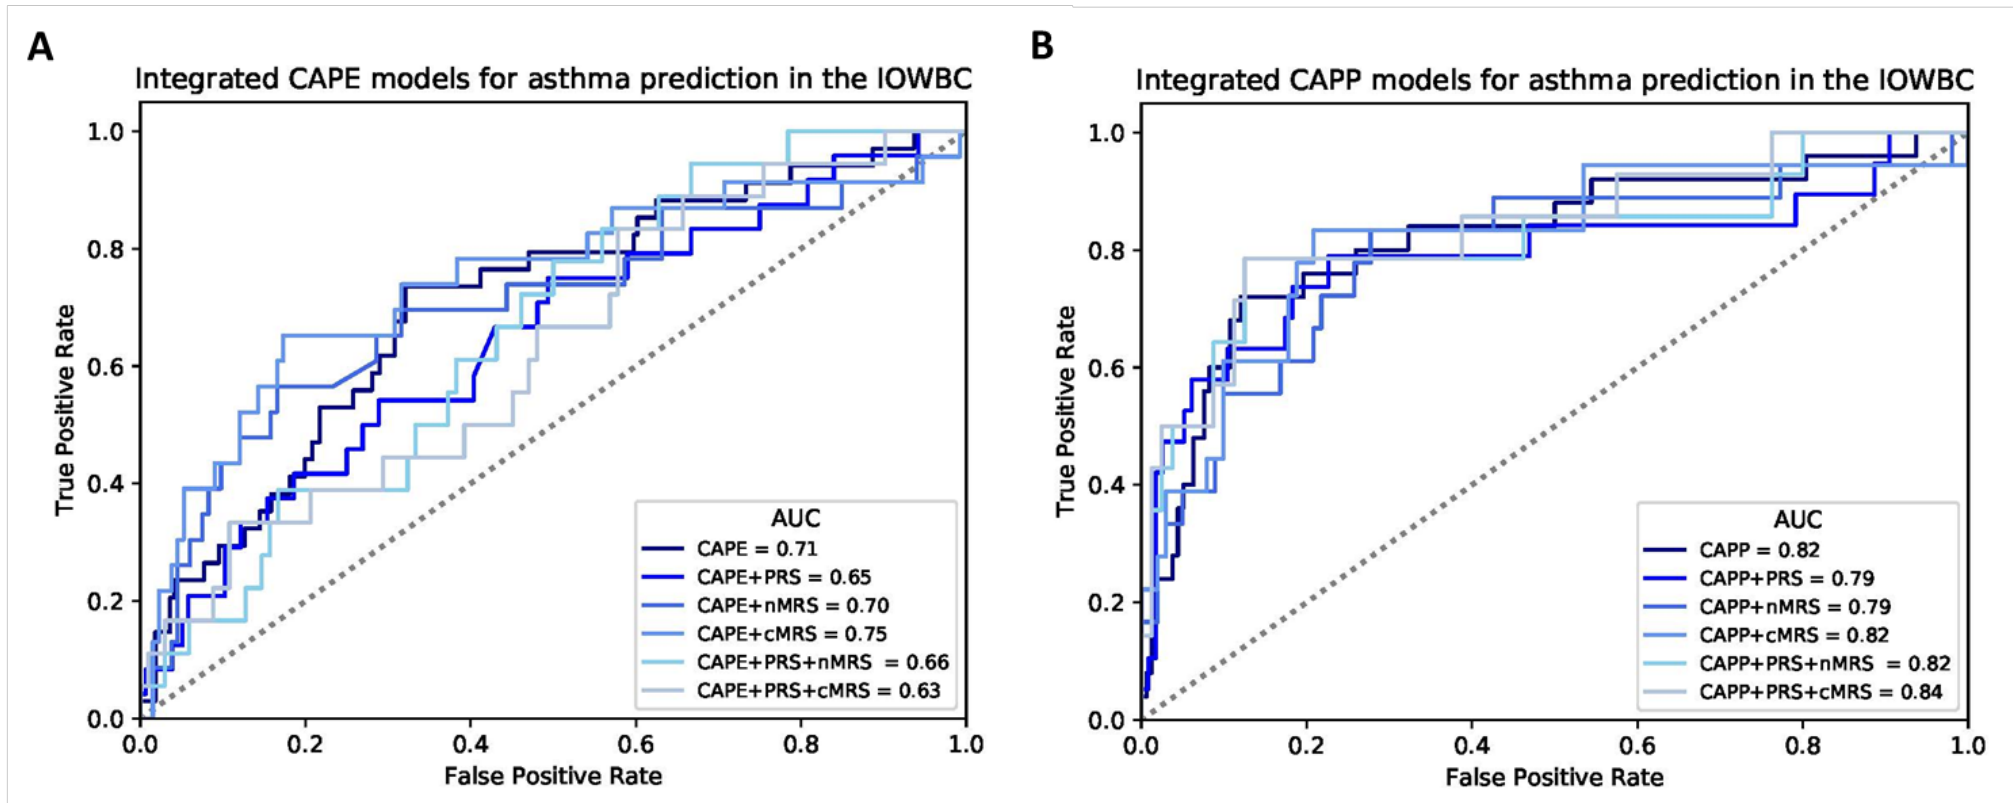 A
Integrated CAPE models for asthma prediction in the IOWBC
True Positive Rate
1.0
0.8
0.6
0.4
0.2
0.0
0.0 0.2 0.4 0.6 0.8 1.0
False Positive Rate
AUC
CAPE = 0.71
CAPE+PRS = 0.65
CAPE+nMRS = 0.70
CAPE+cMRS = 0.75
CAPE+PRS+nMRS = 0.66
CAPE+PRS+cMRS = 0.63
B
Integrated CAPP models for asthma prediction in the IOWBC
True Positive Rate
1.0
0.8
0.6
0.4
0.2
0.0
0.0 0.2 0.4 0.6 0.8 1.0
False Positive Rate
AUC
CAPP = 0.82
CAPP+PRS = 0.79
CAPP+nMRS = 0.79
CAPP+cMRS = 0.82
CAPP+PRS+nMRS = 0.82
CAPP+PRS+cMRS = 0.84